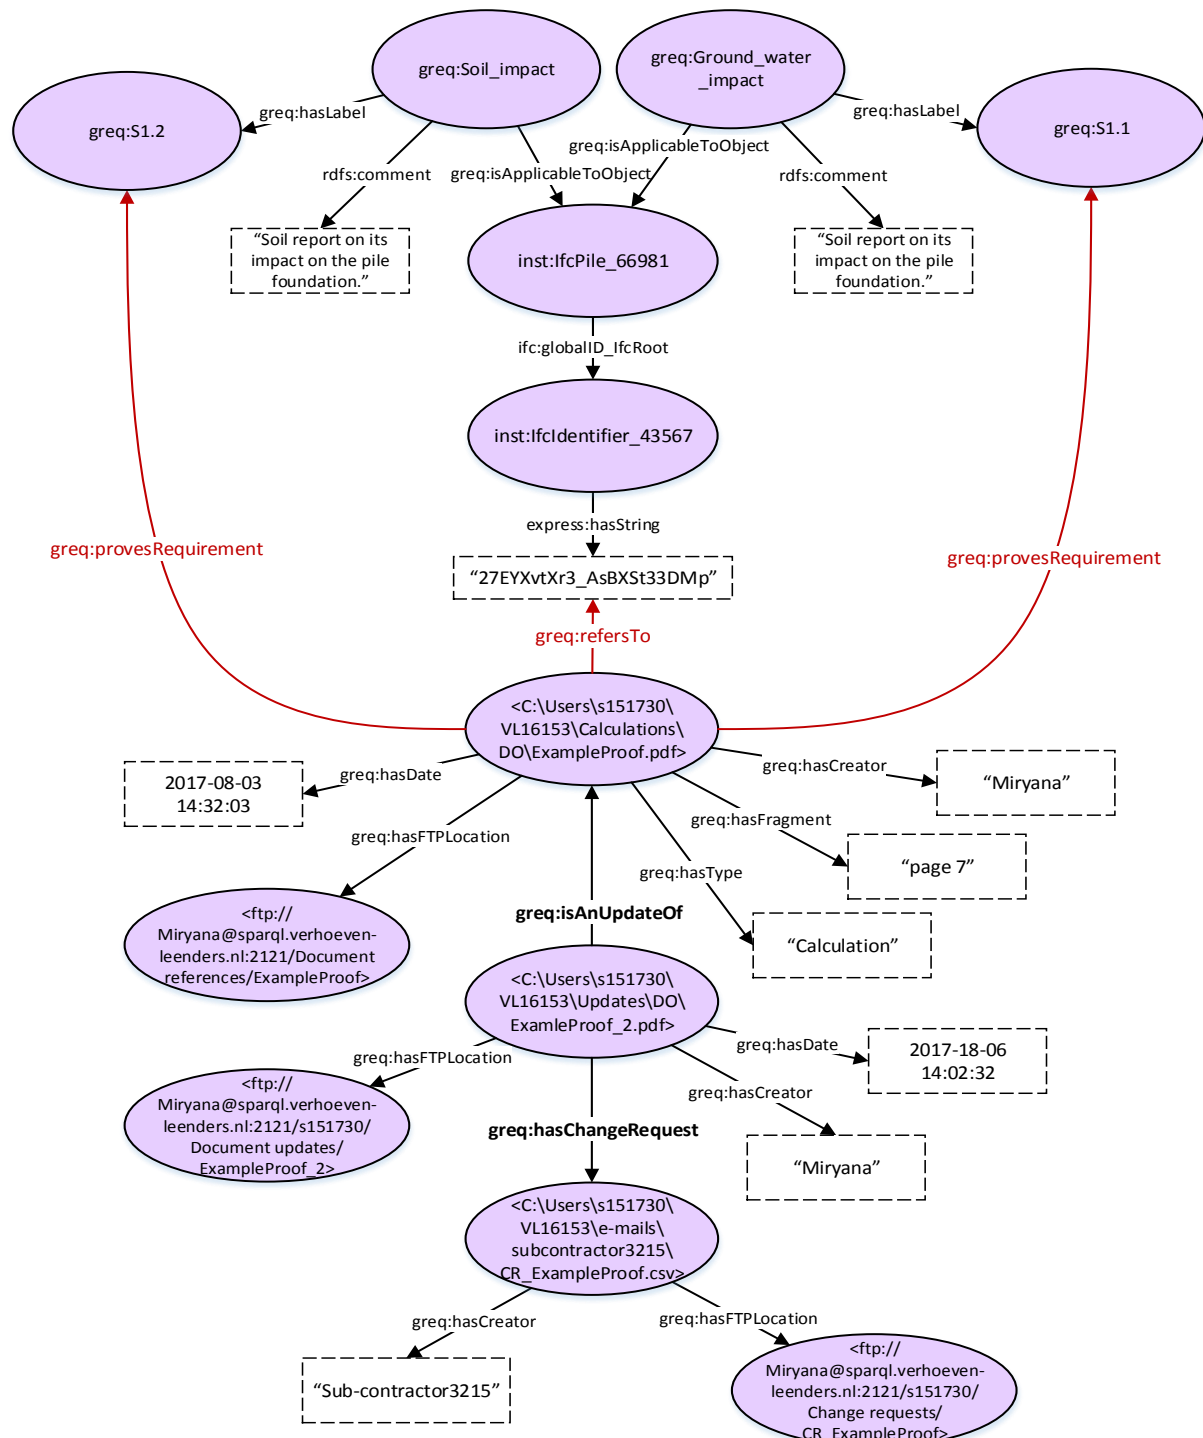 greq:Soil_impact
greq:Ground_water
_impact
greq:S1.2
greq:hasLabel
greq:hasLabel
greq:S1.1
greq:isApplicableToObject
rdfs:comment
greq:isApplicableToObject
rdfs:comment
“Soil report on its
impact on the pile
foundation.”
inst:IfcPile_66981
“Soil report on its
impact on the pile
foundation.”
ifc:globalID_IfcRoot
inst:IfcIdentifier_43567
express:hasString
greq:provesRequirement
greq:provesRequirement
“27EYXvtXr3_AsBXSt33DMp”
greq:refersTo
<C:\Users\s151730\
VL16153\Calculations\
DO\ExampleProof.pdf>
2017-08-03
14:32:03
greq:hasDate
greq:hasCreator
“Miryana”
greq:hasFTPLocation
greq:hasFragment
“page 7”
greq:hasType
greq:isAnUpdateOf
“Calculation”
<ftp://
Miryana@sparql.verhoeven-
leenders.nl:2121/Document
references/ExampleProof>
<C:\Users\s151730\
VL16153\Updates\DO\
ExamleProof_2.pdf>
greq:hasFTPLocation
greq:hasDate
2017-18-06
14:02:32
<ftp://
Miryana@sparql.verhoeven-
leenders.nl:2121/s151730/
Document updates/
ExampleProof_2>
greq:hasCreator
greq:hasChangeRequest
“Miryana”
<C:\Users\s151730\
VL16153\e-mails\
subcontractor3215\
CR_ExampleProof.csv>
greq:hasCreator
greq:hasFTPLocation
“Sub-contractor3215”
<ftp://
Miryana@sparql.verhoeven-
leenders.nl:2121/s151730/
Change requests/
CR_ExampleProof>